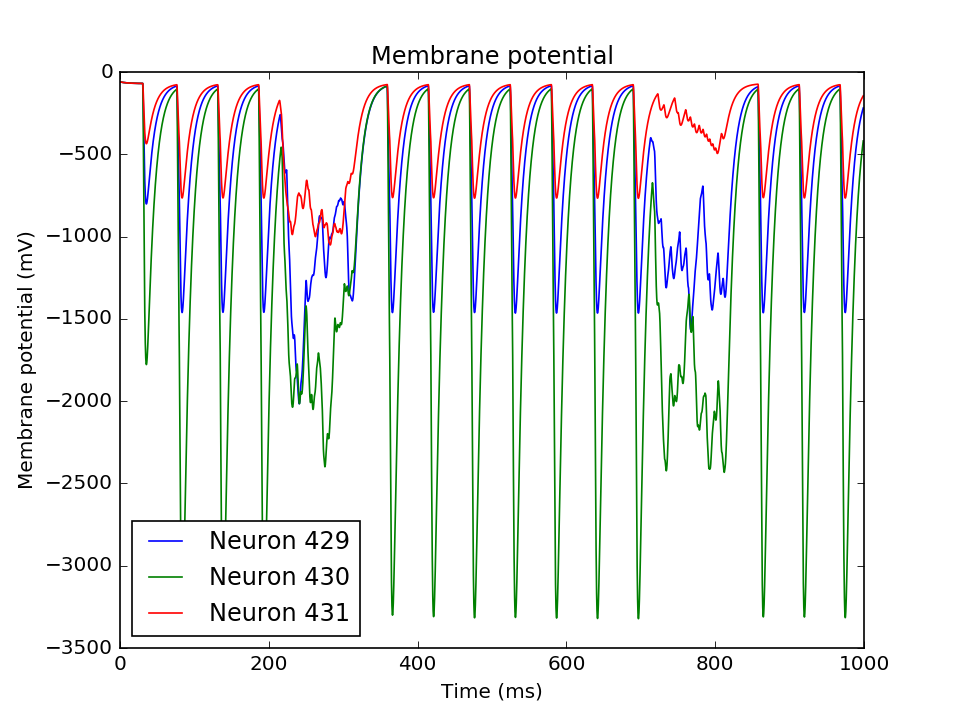 Membrane potential
0
−500
−1000
−1500
−2000
−2500
−3000
−3500
Membrane potential (mV)
Neuron 429
Neuron 430
Neuron 431
0 200 400 600 800 1000
Time (ms)